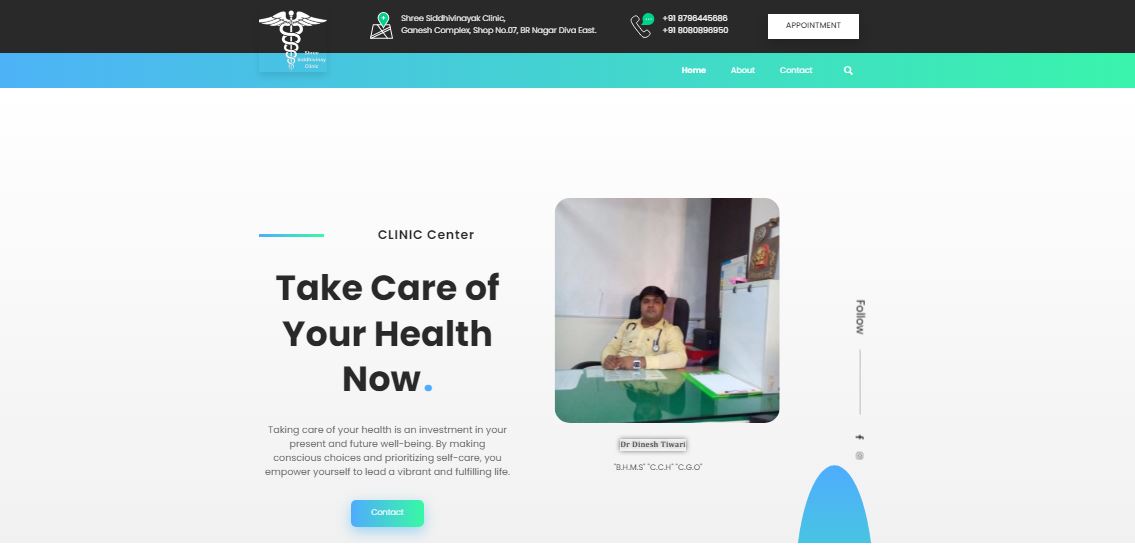 Shree
Siddhivinay
Clinic
Shree Siddhivinayak Clinic,
Ganesh Complex, Shop No.07, BR Nagar Diva East.
+91 8796445686
+91 8080896950
APPOINTMENT
Home About Contact
CLINIC Center
Take Care of
Your Health
Now.
Taking care of your health is an investment in your
present and future well-being. By making
conscious choices and prioritizing self-care, you
empower yourself to lead a vibrant and fulfilling life.
Contact
Dr Dinesh Tiwari
"B.H.M.S" "C.C.H" "C.G.O"
Follow